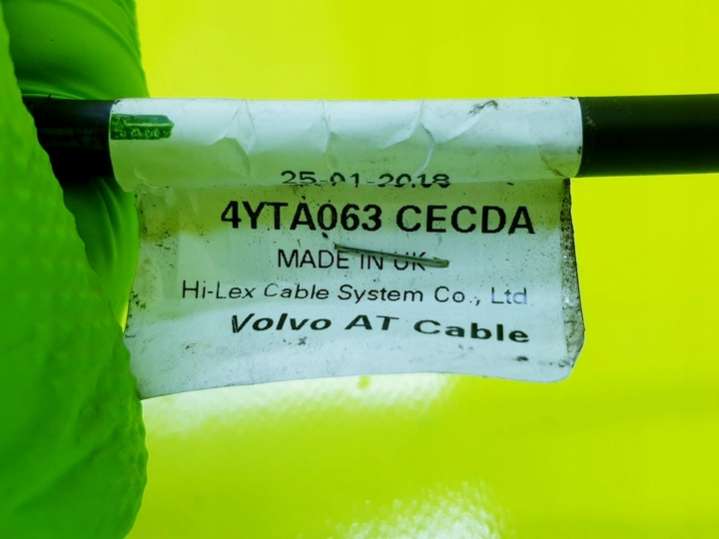 25-01-2018
4YTA063 CECDA
MADE IN UK
Hi-Lex Cable System Co., Ltd
Volvo AT Cable